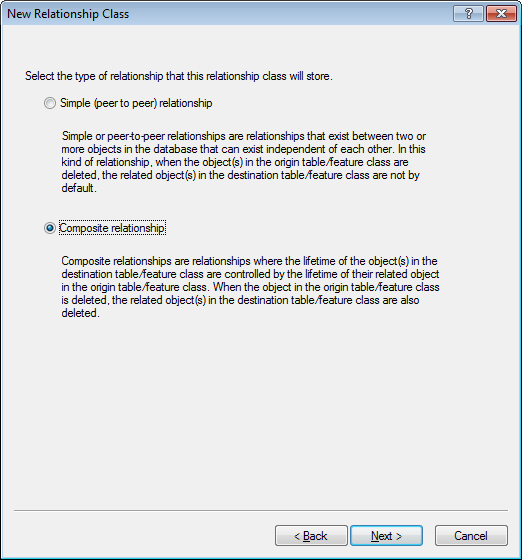 New Relationship Class
Select the type of relationship that this relationship class will store.
Simple (peer to peer) relationship
Simple or peer-to-peer relationships are relationships that exist between two or
more objects in the database that can exist independent of each other. In this
kind of relationship, when the object(s) in the origin table/feature class are
deleted, the related object(s) in the destination table/feature class are not by
default.
Composite relationship
Composite relationships are relationships where the lifetime of the object(s) in the
destination table/feature class are controlled by the lifetime of their related object
in the origin table/feature class. When the object in the origin table/feature class
is deleted, the related object(s) in the destination table/feature class are also
deleted.
< Back
Next >
Cancel